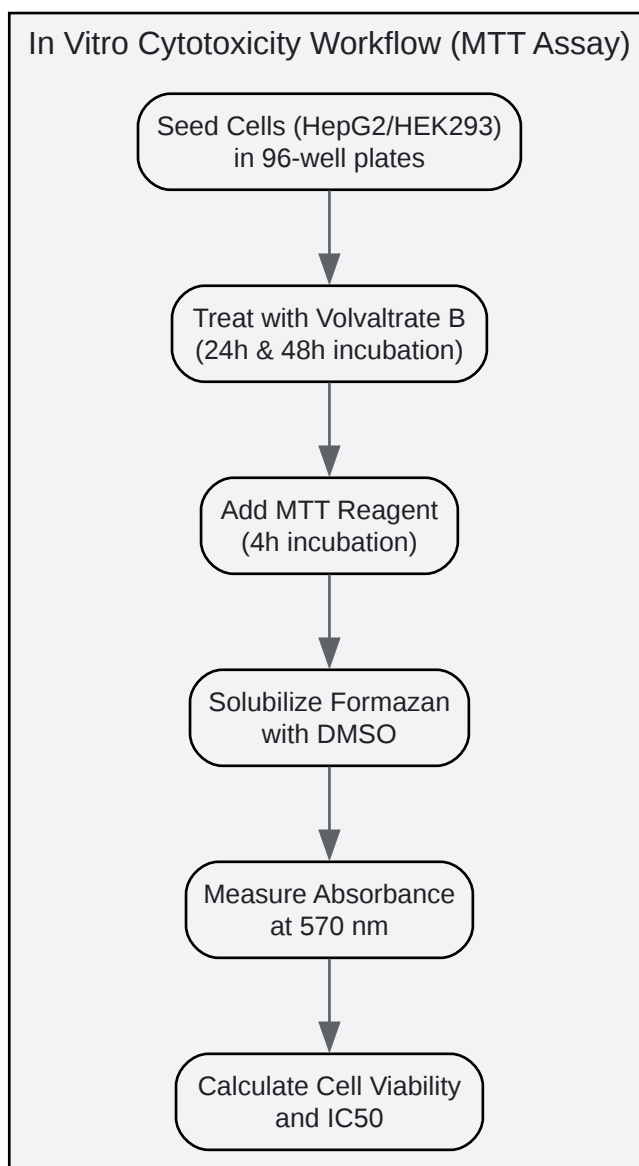 In Vitro Cytotoxicity Workflow (MTT Assay)
Seed Cells (HepG2/HEK293)
in 96-well plates
Treat with Volvaltrate B
(24h & 48h incubation)
Add MTT Reagent
(4h incubation)
Solubilize Formazan
with DMSO
Measure Absorbance
at 570 nm
Calculate Cell Viability
and IC50